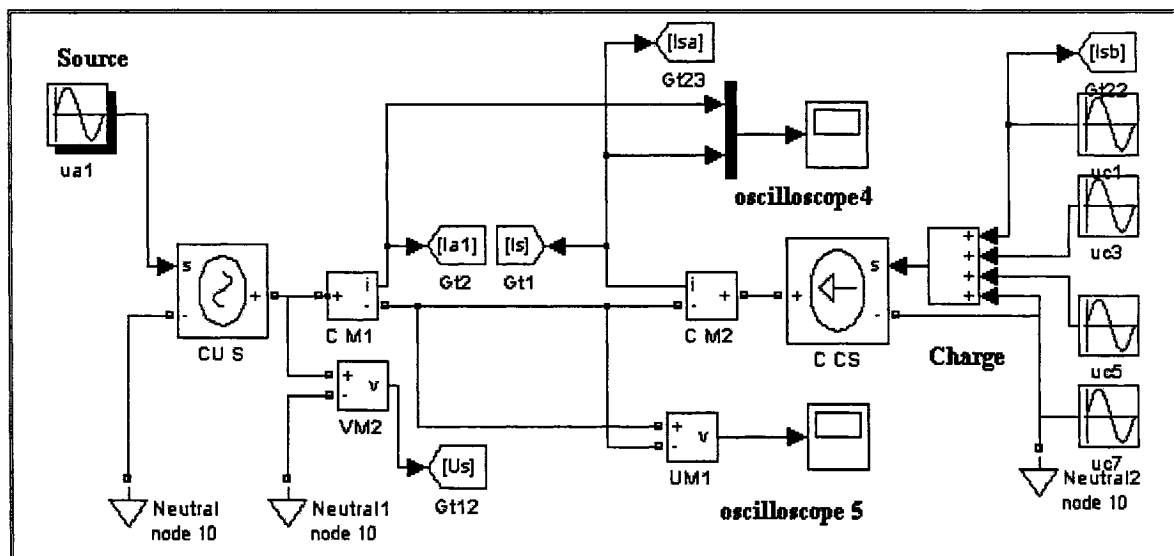 Source
[Isa]
Gt23
[Isb]
Gt22
ua1
uc1
oscilloscope4
uc3
[Ia1]
Gt2
[Is]
Gt1
s
+
-
CU S
+
i
-
C M1
i
-
+
C M2
+
s
-
C CS
+
+
+
+
Charge
uc5
+
-
v
VM2
[Us]
Gt12
+
-
v
UM1
oscilloscope 5
uc7
Neutral
node 10
Neutral1
node 10
Neutral2
node 10